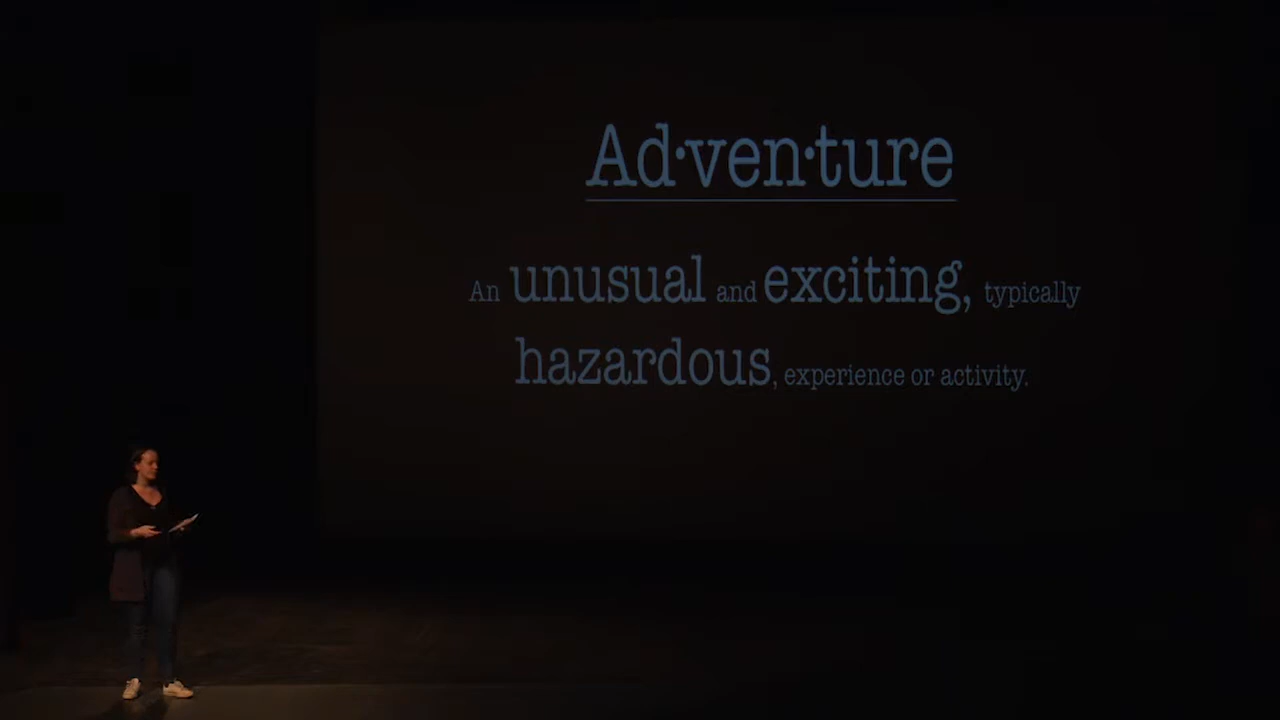 Ad·ven·ture
An unusual and exciting, typically
hazardous, experience or activity.